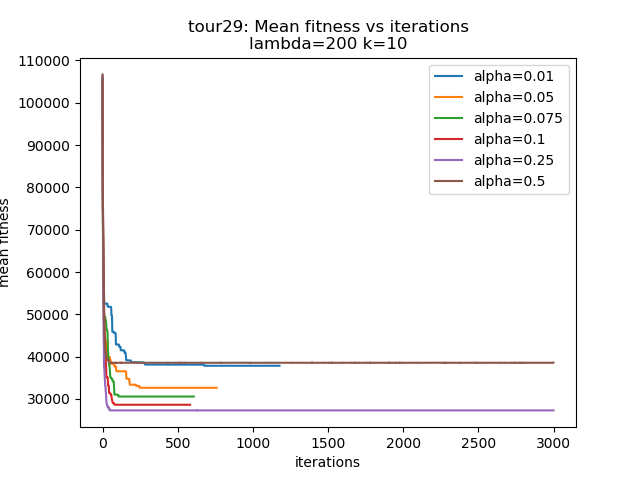 tour29: Mean fitness vs iterations
lambda=200 k=10
110000
100000
90000
80000
70000
60000
50000
40000
30000
mean fitness
alpha=0.01
alpha=0.05
alpha=0.075
alpha=0.1
alpha=0.25
alpha=0.5
0
500
1000
1500
2000
2500
3000
iterations